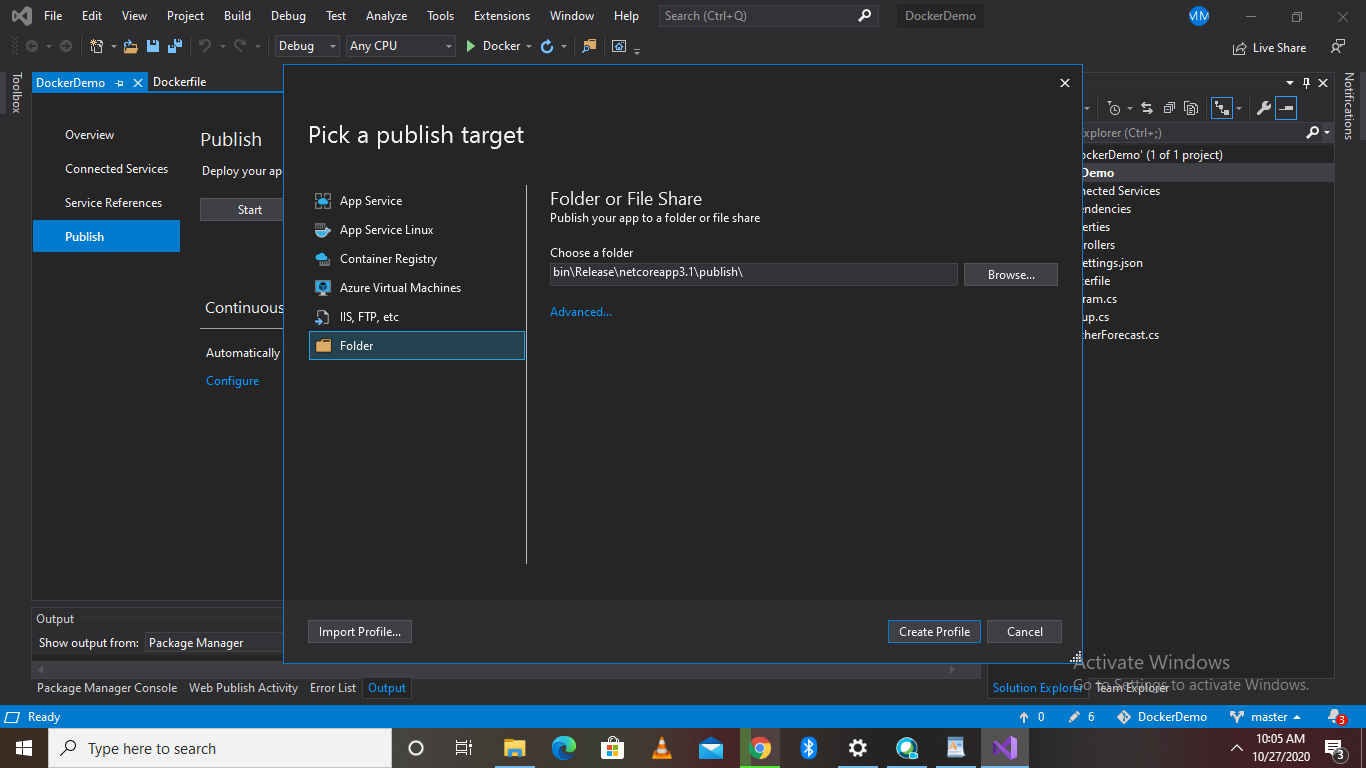 File Edit View Project Build Debug Test Analyze Tools Extensions Window Help Search (Ctrl+Q) DockerDemo MM
Debug Any CPU Docker Live Share
Toolbox
DockerDemo Dockerfile
Overview
Connected Services
Service References
Publish
Publish
Deploy your ap
Start
Continuous
Automatically
Configure
Pick a publish target
App Service
App Service Linux
Container Registry
Azure Virtual Machines
IIS, FTP, etc
Folder
Folder or File Share
Publish your app to a folder or file share
Choose a folder
bin\Release\netcoreapp3.1\publish\
Browse...
Advanced...
Import Profile...
Create Profile
Cancel
xplorer (Ctrl+;)
ockerDemo' (1 of 1 project)
Demo
nected Services
endencies
erties
rollers
ettings.json
erfile
ram.cs
up.cs
therForecast.cs
Notifications
Output
Show output from: Package Manager
Package Manager Console Web Publish Activity Error List Output
Solution Explorer Team Explorer
Activate Windows
Go to Settings to activate Windows.
Ready 0 6 DockerDemo master 3
Type here to search
10:05 AM
10/27/2020
3